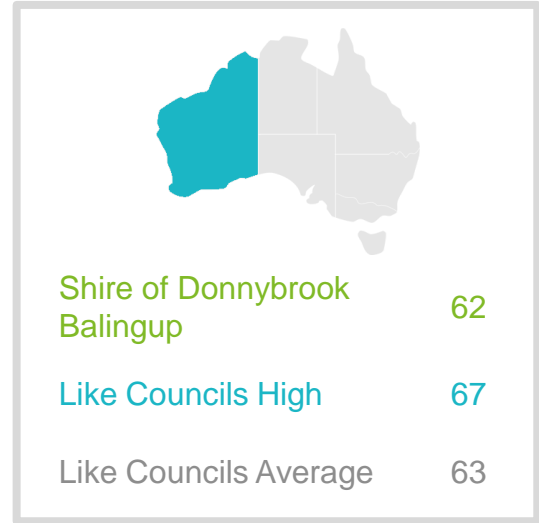 Shire of Donnybrook
Balingup 62
Like Councils High 67
Like Councils Average 63